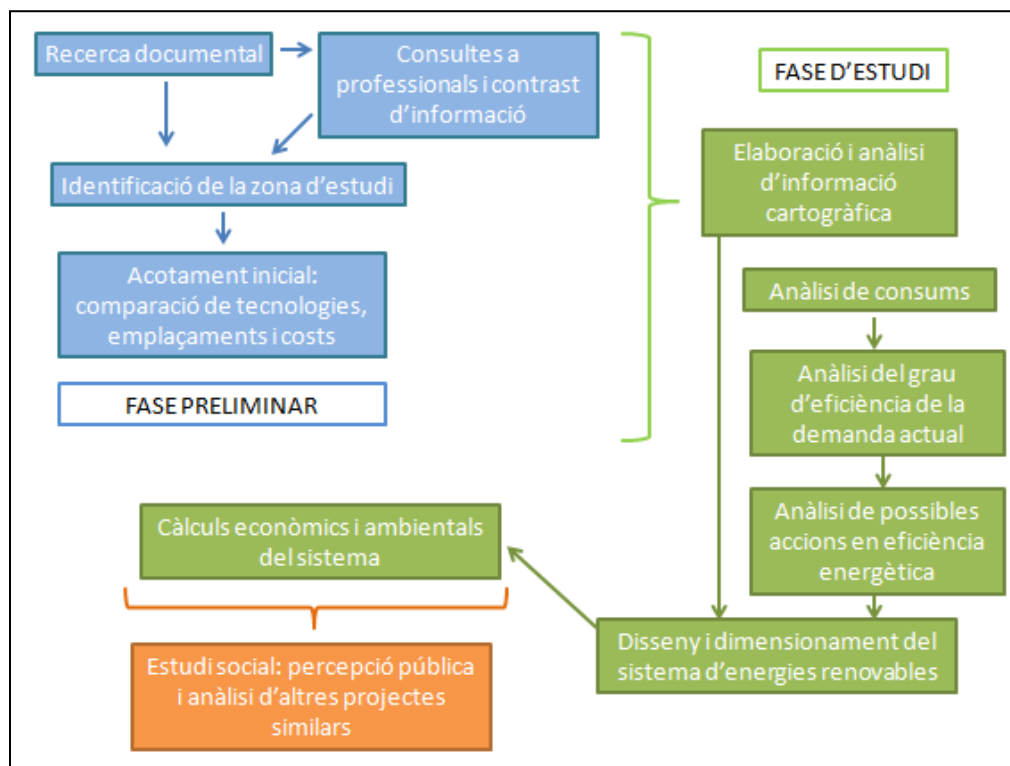 Recerca documental
Consultes a
professionals i contrast
d’informació
Identificació de la zona d’estudi
Acotament inicial:
comparació de tecnologies,
emplaçaments i costs
FASE PRELIMINAR
FASE D’ESTUDI
Elaboració i anàlisi
d’informació
cartogràfica
Anàlisi de consums
Anàlisi del grau
d’eficiència de la
demanda actual
Anàlisi de possibles
accions en eficiència
energètica
Disseny i dimensionament del
sistema d’energies renovables
Càlculs econòmics i ambientals
del sistema
Estudi social: percepció pública
i anàlisi d’altres projectes
similars